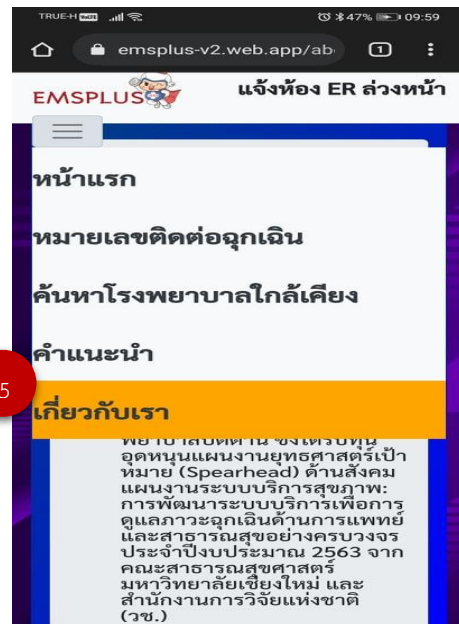 TRUE-H 47% 09:59
emsplus-v2.web.app/ab 1
EMSPLUS แจ้งห้อง ER ล่วงหน้า
หน้าแรก
หมายเลขติดต่อฉุกเฉิน
ค้นหาโรงพยาบาลใกล้เคียง
คำแนะนำ
5
เกี่ยวกับเรา
ซึ่งได้รับทุน
อุดหนุนแผนงานยุทธศาสตร์เป้า
หมาย (Spearhead) ด้านสังคม
แผนงานระบบบริการสุขภาพ:
การพัฒนาระบบบริการเพื่อการ
ดูแลภาวะฉุกเฉินด้านการแพทย์
และสาธารณสุขอย่างครบวงจร
ประจำปีงบประมาณ 2563 จาก
คณะสาธารณสุขศาสตร์
มหาวิทยาลัยเชียงใหม่ และ
สำนักงานการวิจัยแห่งชาติ
(วช.)